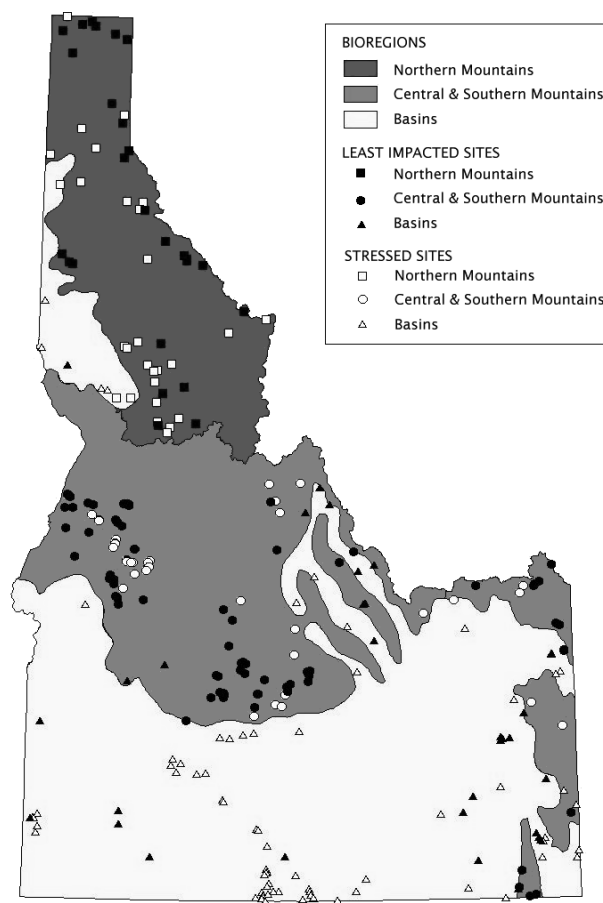 BIOREGIONS
Northern Mountains
Central & Southern Mountains
Basins
LEAST IMPACTED SITES
Northern Mountains
Central & Southern Mountains
Basins
STRESSED SITES
Northern Mountains
Central & Southern Mountains
Basins